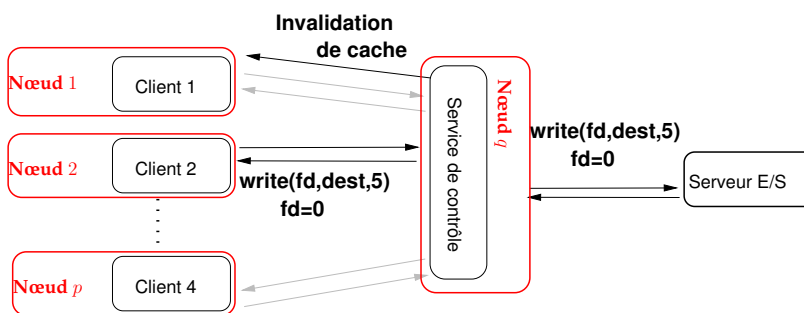 Invalidation
de cache
Nœud 1
Client 1
Nœud 2
Client 2
write(fd,dest,5)
fd=0
Nœud p
Client 4
Service de contrôle
Nœud q
write(fd,dest,5)
fd=0
Serveur E/S